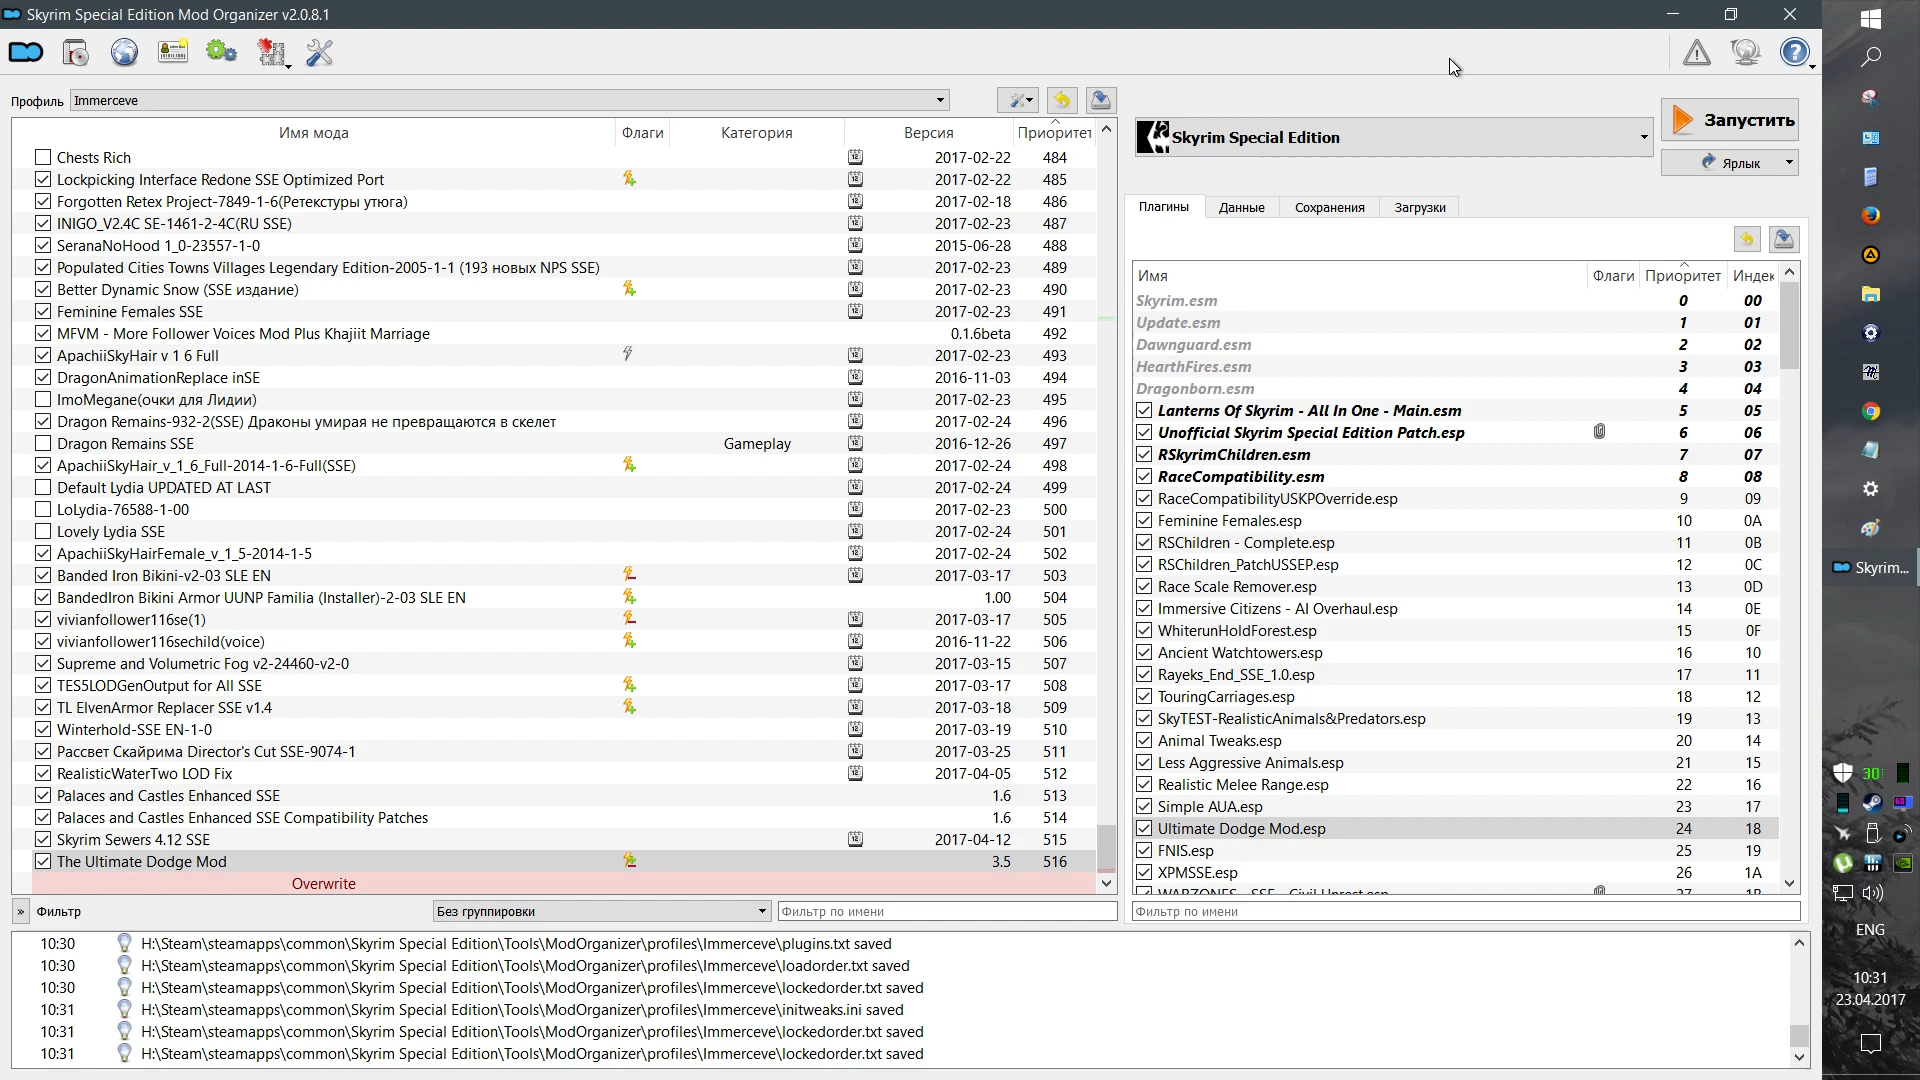 Skyrim Special Edition Mod Organizer v2.0.8.1
Профиль Immerceve
Имя мода Флаги Категория Версия Приоритет
Chests Rich 2017-02-22 484
Lockpicking Interface Redone SSE Optimized Port 2017-02-22 485
Forgotten Retex Project-7849-1-6(Ретекстуры утюга) 2017-02-18 486
INIGO_V2.4C SE-1461-2-4C(RU SSE) 2017-02-23 487
SeranaNoHood 1_0-23557-1-0 2015-06-28 488
Populated Cities Towns Villages Legendary Edition-2005-1-1 (193 новых NPS SSE) 2017-02-23 489
Better Dynamic Snow (SSE издание) 2017-02-23 490
Feminine Females SSE 2017-02-23 491
MFVM - More Follower Voices Mod Plus Khajiit Marriage 0.1.6beta 492
ApachiiSkyHair v 1 6 Full 2017-02-23 493
DragonAnimationReplace inSE 2016-11-03 494
ImoMegane(очки для Лидии) 2017-02-23 495
Dragon Remains-932-2(SSE) Драконы умирая не превращаются в скелет 2017-02-24 496
Dragon Remains SSE Gameplay 2016-12-26 497
ApachiiSkyHair_v_1_6_Full-2014-1-6-Full(SSE) 2017-02-24 498
Default Lydia UPDATED AT LAST 2017-02-24 499
LoLydia-76588-1-00 2017-02-23 500
Lovely Lydia SSE 2017-02-24 501
ApachiiSkyHairFemale_v_1_5-2014-1-5 2017-02-24 502
Banded Iron Bikini-v2-03 SLE EN 2017-03-17 503
BandedIron Bikini Armor UUNP Familia (Installer)-2-03 SLE EN 1.00 504
vivianfollower116se(1) 2017-03-17 505
vivianfollower116sechild(voice) 2016-11-22 506
Supreme and Volumetric Fog v2-24460-v2-0 2017-03-15 507
TES5LODGenOutput for All SSE 2017-03-17 508
TL ElvenArmor Replacer SSE v1.4 2017-03-18 509
Winterhold-SSE EN-1-0 2017-03-19 510
Рассвет Скайрима Director's Cut SSE-9074-1 2017-03-25 511
RealisticWaterTwo LOD Fix 2017-04-05 512
Palaces and Castles Enhanced SSE 1.6 513
Palaces and Castles Enhanced SSE Compatibility Patches 1.6 514
Skyrim Sewers 4.12 SSE 2017-04-12 515
The Ultimate Dodge Mod 3.5 516
Overwrite
» Фильтр Без группировки Фильтр по имени
Skyrim Special Edition
Запустить
Ярлык
Плагины Данные Сохранения Загрузки
Имя Флаги Приоритет Индек
Skyrim.esm 0 00
Update.esm 1 01
Dawnguard.esm 2 02
HearthFires.esm 3 03
Dragonborn.esm 4 04
Lanterns Of Skyrim - All In One - Main.esm 5 05
Unofficial Skyrim Special Edition Patch.esp 6 06
RSkyrimChildren.esm 7 07
RaceCompatibility.esm 8 08
RaceCompatibilityUSKPOverride.esp 9 09
Feminine Females.esp 10 0A
RSChildren - Complete.esp 11 0B
RSChildren_PatchUSSEP.esp 12 0C
Race Scale Remover.esp 13 0D
Immersive Citizens - AI Overhaul.esp 14 0E
WhiterunHoldForest.esp 15 0F
Ancient Watchtowers.esp 16 10
Rayeks_End_SSE_1.0.esp 17 11
TouringCarriages.esp 18 12
SkyTEST-RealisticAnimals&Predators.esp 19 13
Animal Tweaks.esp 20 14
Less Aggressive Animals.esp 21 15
Realistic Melee Range.esp 22 16
Simple AUA.esp 23 17
Ultimate Dodge Mod.esp 24 18
FNIS.esp 25 19
XPMSSE.esp 26 1A
WARZONES - SSE - Civil Unrest.esp 27 1B
Фильтр по имени
10:30 H:\Steam\steamapps\common\Skyrim Special Edition\Tools\ModOrganizer\profiles\Immerceve\plugins.txt saved
10:30 H:\Steam\steamapps\common\Skyrim Special Edition\Tools\ModOrganizer\profiles\Immerceve\loadorder.txt saved
10:30 H:\Steam\steamapps\common\Skyrim Special Edition\Tools\ModOrganizer\profiles\Immerceve\lockedorder.txt saved
10:31 H:\Steam\steamapps\common\Skyrim Special Edition\Tools\ModOrganizer\profiles\Immerceve\initweaks.ini saved
10:31 H:\Steam\steamapps\common\Skyrim Special Edition\Tools\ModOrganizer\profiles\Immerceve\lockedorder.txt saved
10:31 H:\Steam\steamapps\common\Skyrim Special Edition\Tools\ModOrganizer\profiles\Immerceve\lockedorder.txt saved
Skyrim...
30
ENG
10:31
23.04.2017